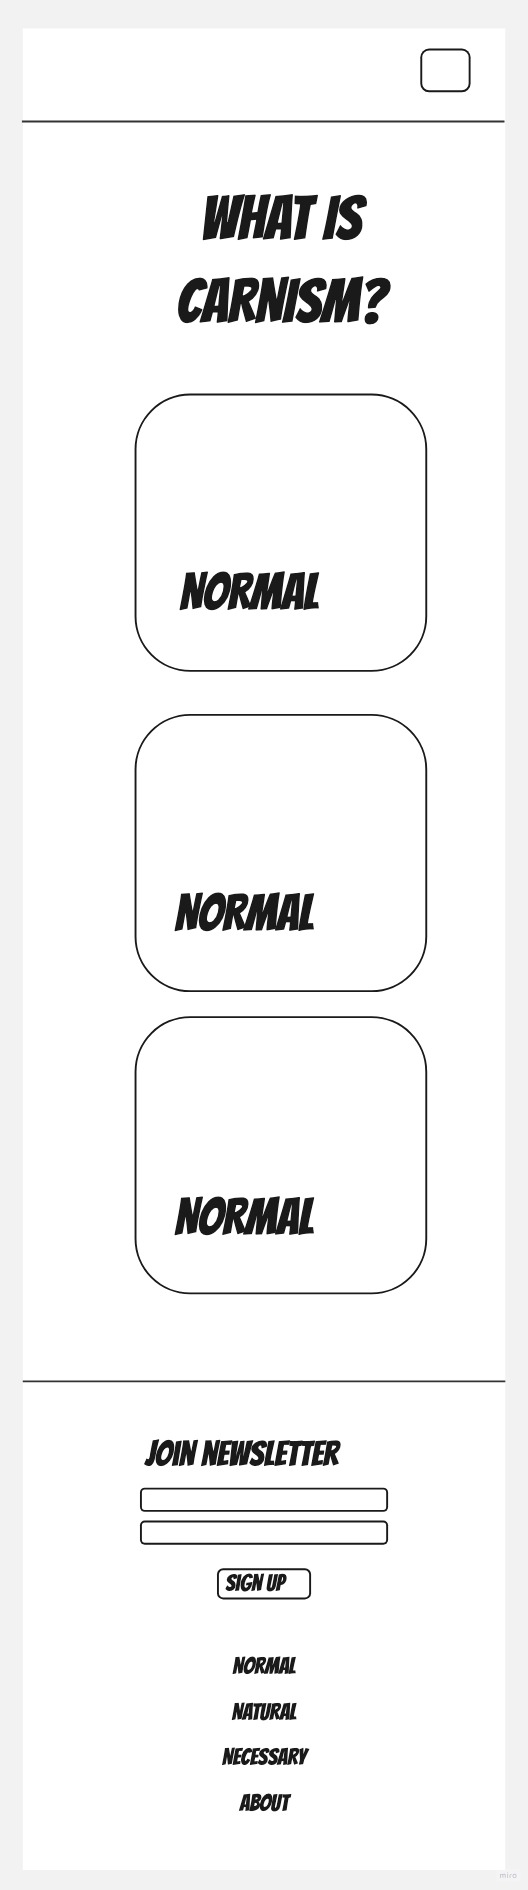 WHAT IS
CARNISM?
NORMAL
NORMAL
NORMAL
JOIN NEWSLETTER
SIGN UP
NORMAL
NATURAL
NECESSARY
ABOUT
miro